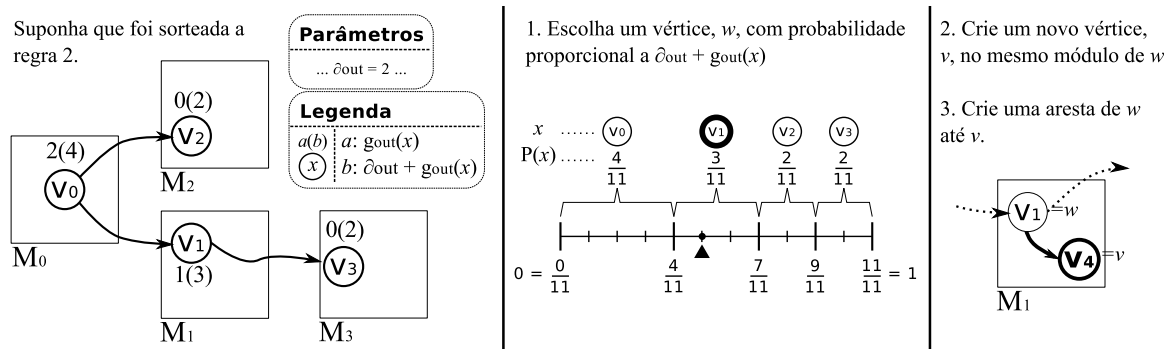 Suponha que foi sorteada a
regra 2.
Parâmetros
... ∂out = 2 ...
Legenda
a(b) a: gout(x)
x b: ∂out + gout(x)
0(2)
V2
M2
2(4)
V0
M0
V1
1(3)
M1
0(2)
V3
M3
1. Escolha um vértice, w, com probabilidade
proporcional a ∂out + gout(x)
x ...... V0 V1 V2 V3
P(x) ...... 4/11 3/11 2/11 2/11
0 = 0/11 4/11 7/11 9/11 11/11 = 1
2. Crie um novo vértice,
v, no mesmo módulo de w
3. Crie uma aresta de w
até v.
V1 =w
V4 =v
M1